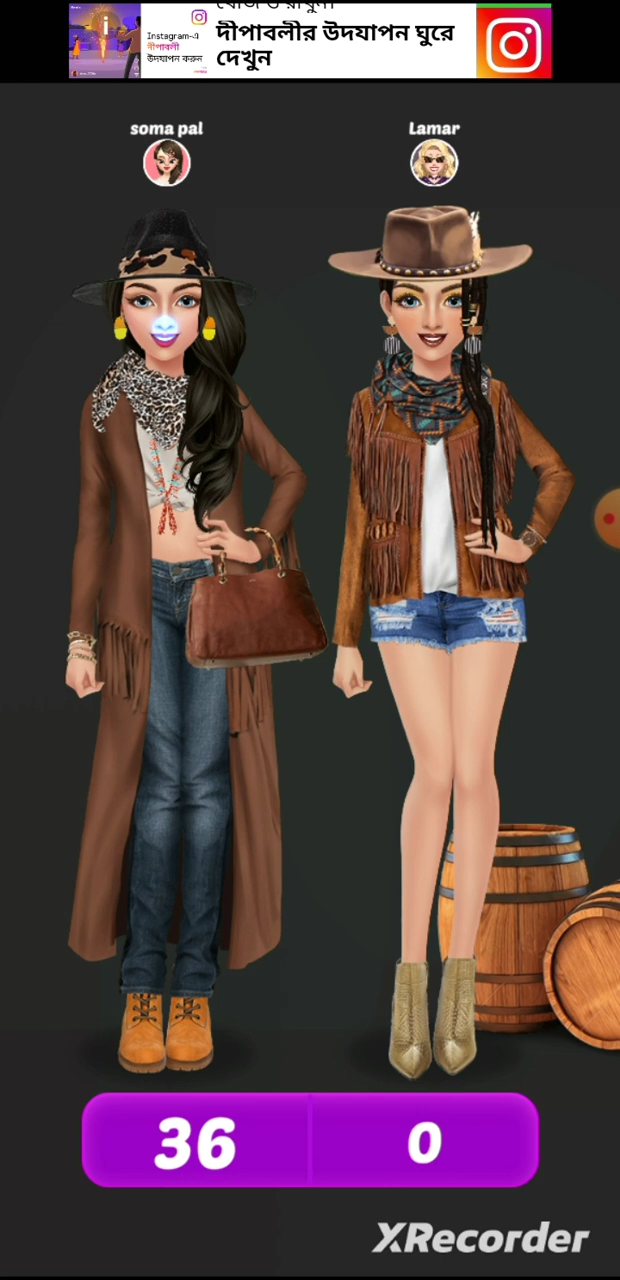 Instagram-এ
দীপাবলী
উদযাপন করুন
দীপাবলীর উদযাপন ঘুরে
দেখুন
soma pal
Lamar
36
0
XRecorder